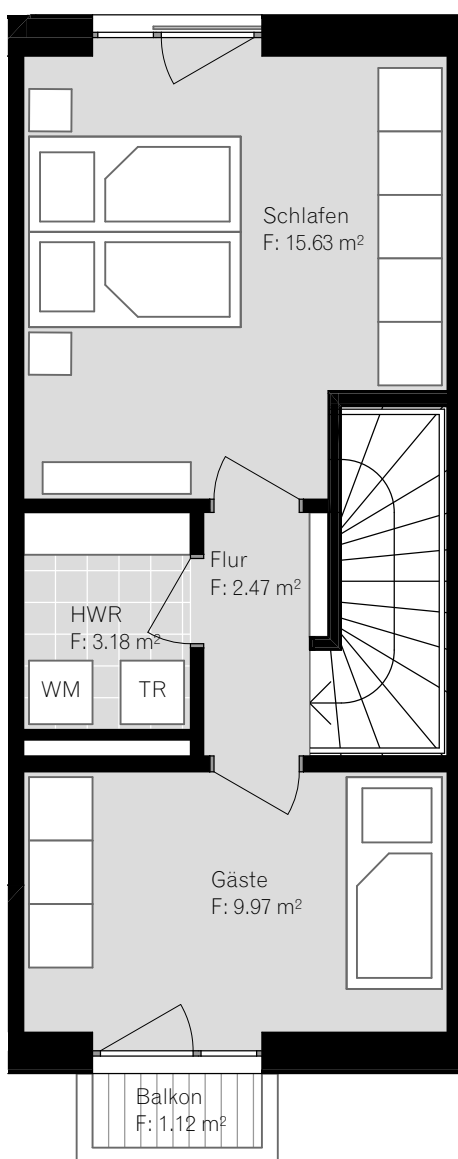 Schlafen
F: 15.63 m²
Flur
F: 2.47 m²
HWR
F: 3.18 m²
WM
TR
Gäste
F: 9.97 m²
Balkon
F: 1.12 m²